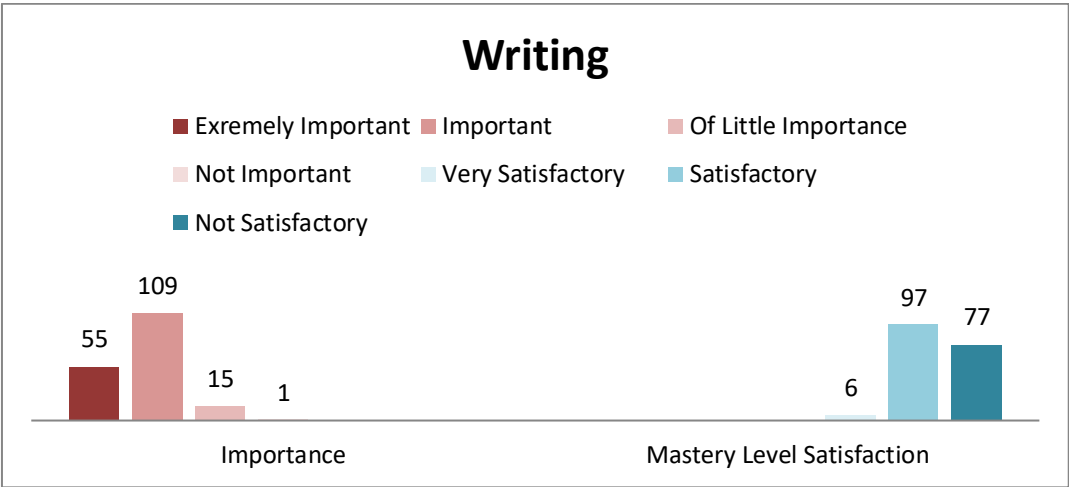 Writing
Exremely Important Important Of Little Importance
Not Important Very Satisfactory Satisfactory
Not Satisfactory
55 109 15 1 6 97 77
Importance Mastery Level Satisfaction